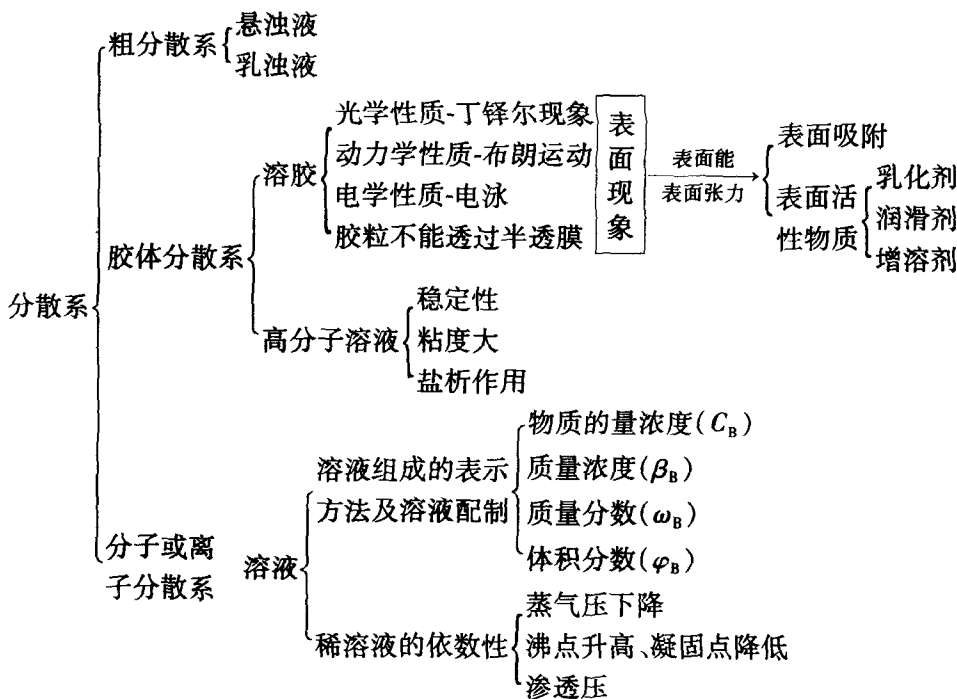 粗分散系
悬浊液
乳浊液
光学性质-丁铎尔现象
动力学性质-布朗运动
电学性质-电泳
胶粒不能透过半透膜
溶胶
表面现象
表面能
表面张力
表面吸附
表面活
性物质
乳化剂
润滑剂
增溶剂
胶体分散系
分散系
高分子溶液
稳定性
粘度大
盐析作用
分子或离
子分散系
溶液
溶液组成的表示
方法及溶液配制
物质的量浓度(C_B)
质量浓度(β_B)
质量分数(ω_B)
体积分数(φ_B)
稀溶液的依数性
蒸气压下降
沸点升高、凝固点降低
渗透压